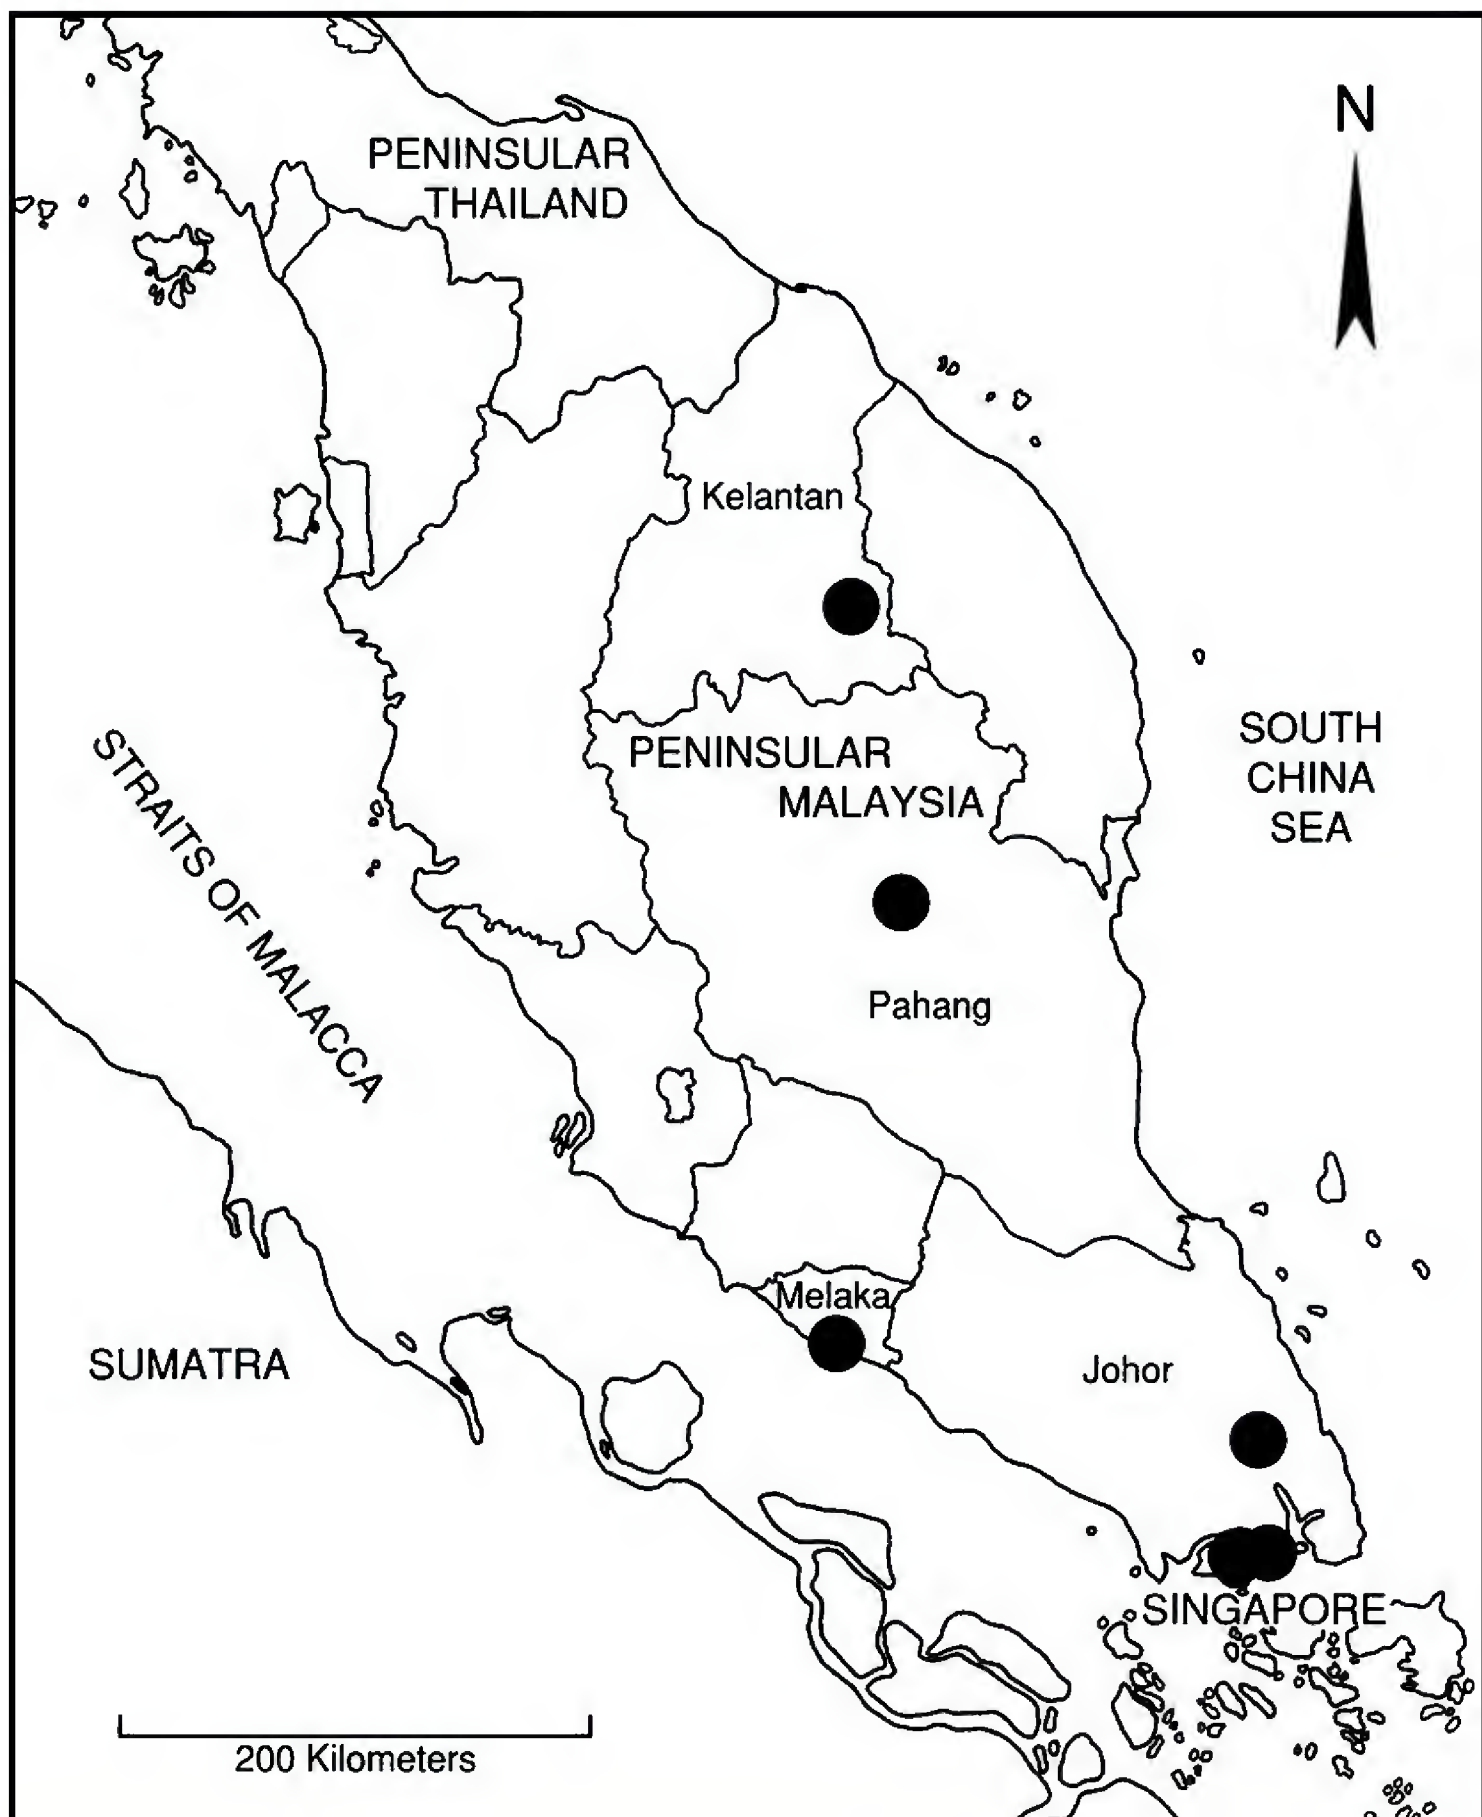 N
PENINSULAR
THAILAND
Kelantan
PENINSULAR
MALAYSIA
SOUTH
CHINA
SEA
STRAITS OF MALACCA
Pahang
Melaka
SUMATRA
Johor
SINGAPORE
200 Kilometers